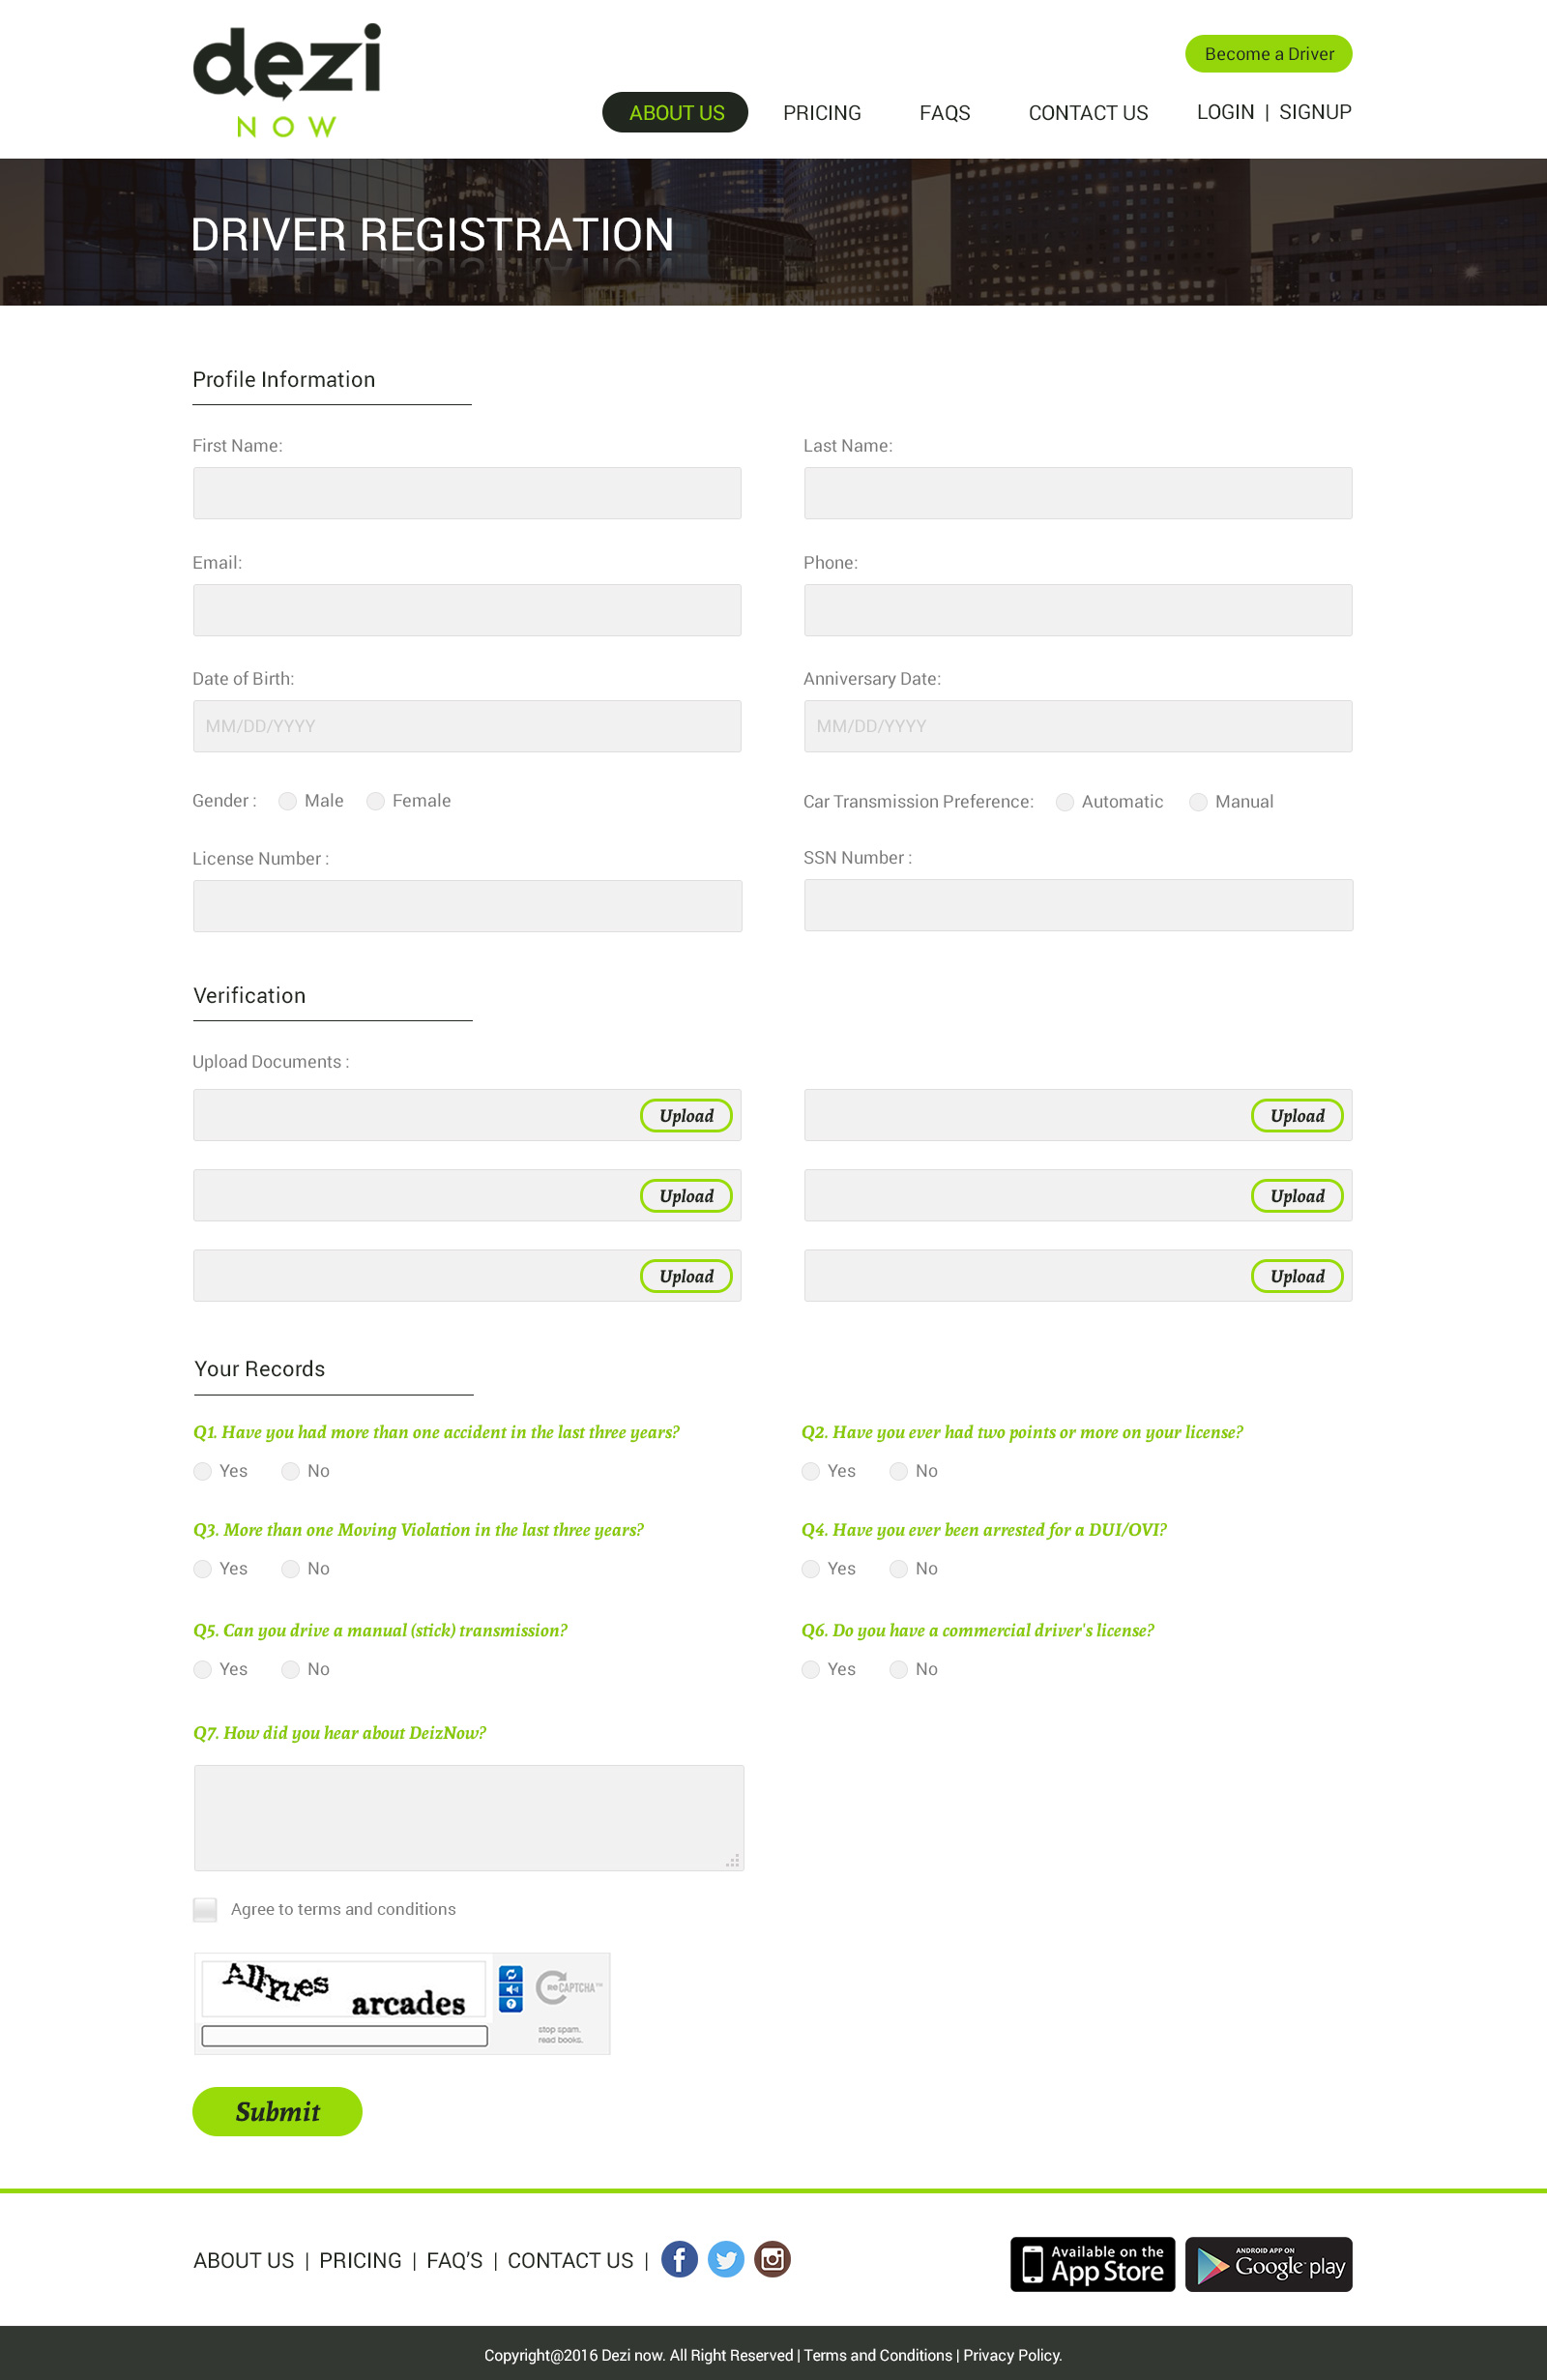 dezi
NOW
Become a Driver
ABOUT US PRICING FAQS CONTACT US LOGIN | SIGNUP
DRIVER REGISTRATION
Profile Information
First Name: Last Name:
Email: Phone:
Date of Birth: Anniversary Date:
MM/DD/YYYY MM/DD/YYYY
Gender : Male Female Car Transmission Preference: Automatic Manual
License Number : SSN Number :
Verification
Upload Documents :
Upload Upload
Upload Upload
Upload Upload
Your Records
Q1. Have you had more than one accident in the last three years? Q2. Have you ever had two points or more on your license?
Yes No Yes No
Q3. More than one Moving Violation in the last three years? Q4. Have you ever been arrested for a DUI/OVI?
Yes No Yes No
Q5. Can you drive a manual (stick) transmission? Q6. Do you have a commercial driver's license?
Yes No Yes No
Q7. How did you hear about DeizNow?
Agree to terms and conditions
arcades
reCAPTCHA™
stop spam.
read books.
Submit
ABOUT US | PRICING | FAQ’S | CONTACT US |
Available on the
App Store
ANDROID APP ON
Google play
Copyright@2016 Dezi now. All Right Reserved | Terms and Conditions | Privacy Policy.